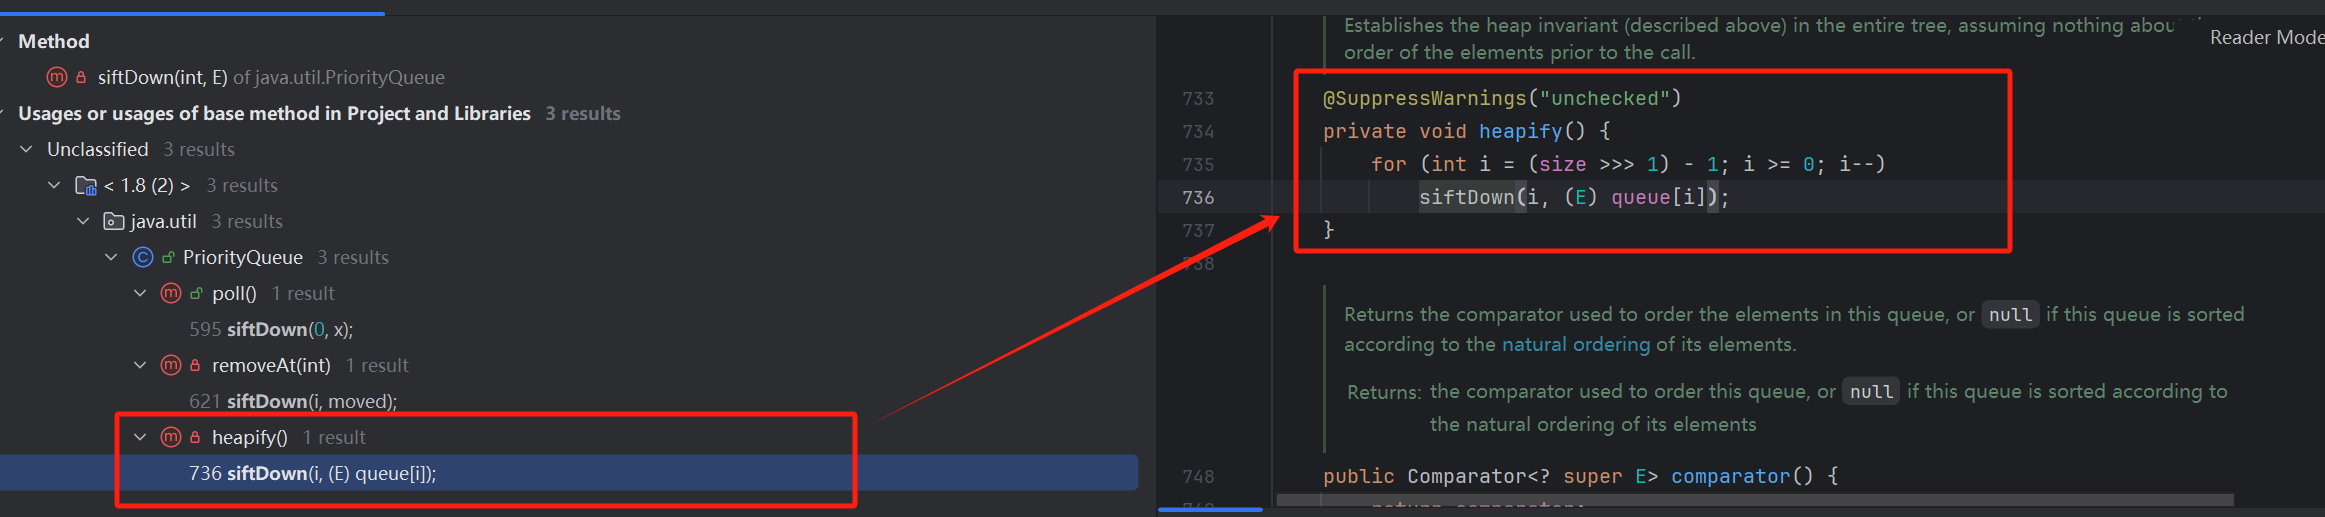 Method
siftDown(int, E) of java.util.PriorityQueue
Usages or usages of base method in Project and Libraries 3 results
Unclassified 3 results
< 1.8 (2) > 3 results
java.util 3 results
PriorityQueue 3 results
poll() 1 result
595 siftDown(0, x);
removeAt(int) 1 result
621 siftDown(i, moved);
heapify() 1 result
736 siftDown(i, (E) queue[i]);
Establishes the heap invariant (described above) in the entire tree, assuming nothing about
order of the elements prior to the call.
Reader Mode
733 @SuppressWarnings("unchecked")
734 private void heapify() {
735 for (int i = (size >>> 1) - 1; i >= 0; i--)
736 siftDown(i, (E) queue[i]);
737 }
738
Returns the comparator used to order the elements in this queue, or null if this queue is sorted
according to the natural ordering of its elements.
Returns: the comparator used to order this queue, or null if this queue is sorted according to
the natural ordering of its elements
748 public Comparator<? super E> comparator() {